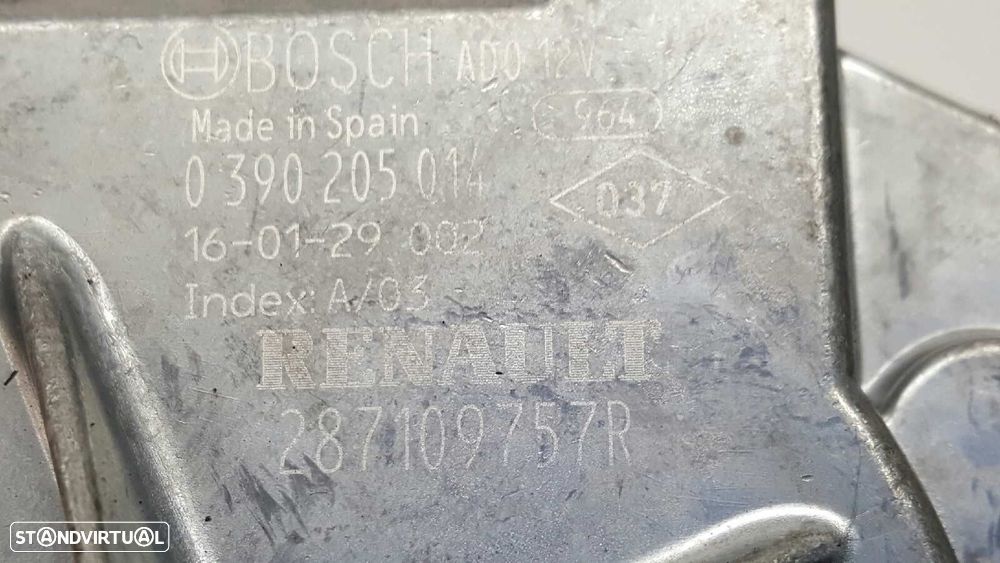 BOSCH ADO 12V
Made in Spain
964
0 390 205 014
037
16-01-29 002
Index: A/03
RENAULT
287109757R
STANDVIRTUAL